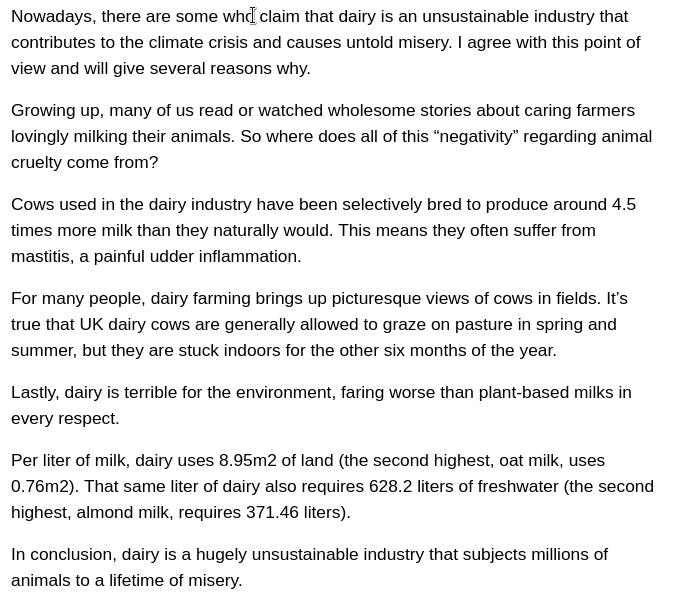 Nowadays, there are some who claim that dairy is an unsustainable industry that
contributes to the climate crisis and causes untold misery. I agree with this point of
view and will give several reasons why.
Growing up, many of us read or watched wholesome stories about caring farmers
lovingly milking their animals. So where does all of this “negativity” regarding animal
cruelty come from?
Cows used in the dairy industry have been selectively bred to produce around 4.5
times more milk than they naturally would. This means they often suffer from
mastitis, a painful udder inflammation.
For many people, dairy farming brings up picturesque views of cows in fields. It’s
true that UK dairy cows are generally allowed to graze on pasture in spring and
summer, but they are stuck indoors for the other six months of the year.
Lastly, dairy is terrible for the environment, faring worse than plant-based milks in
every respect.
Per liter of milk, dairy uses 8.95m2 of land (the second highest, oat milk, uses
0.76m2). That same liter of dairy also requires 628.2 liters of freshwater (the second
highest, almond milk, requires 371.46 liters).
In conclusion, dairy is a hugely unsustainable industry that subjects millions of
animals to a lifetime of misery.